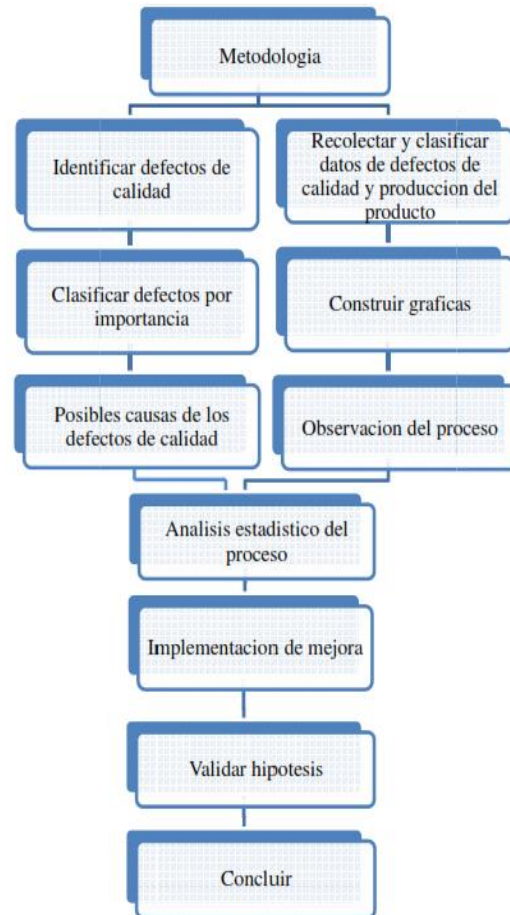 Metodologia
Identificar defectos de
calidad
Recolectar y clasificar
datos de defectos de
calidad y produccion del
producto
Clasificar defectos por
importancia
Construir graficas
Posibles causas de los
defectos de calidad
Observacion del proceso
Analisis estadistico del
proceso
Implementacion de mejora
Validar hipotesis
Concluir